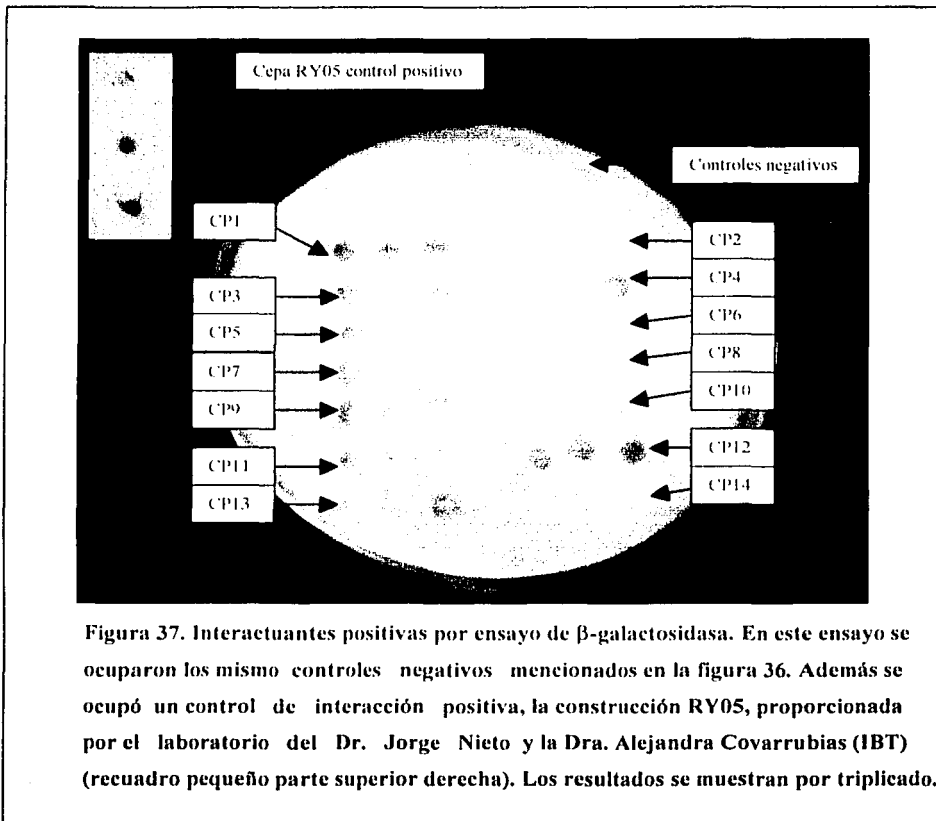 Cepa RY05 control positivo
Controles negativos
CP1
CP2
CP3
CP4
CP5
CP6
CP7
CP8
CP9
CP10
CP11
CP12
CP13
CP14
Figura 37. Interactuantes positivas por ensayo de β-galactosidasa. En este ensayo se
ocuparon los mismo controles negativos mencionados en la figura 36. Además se
ocupó un control de interacción positiva, la construcción RY05, proporcionada
por el laboratorio del Dr. Jorge Nieto y la Dra. Alejandra Covarrubias (IBT)
(recuadro pequeño parte superior derecha). Los resultados se muestran por triplicado.